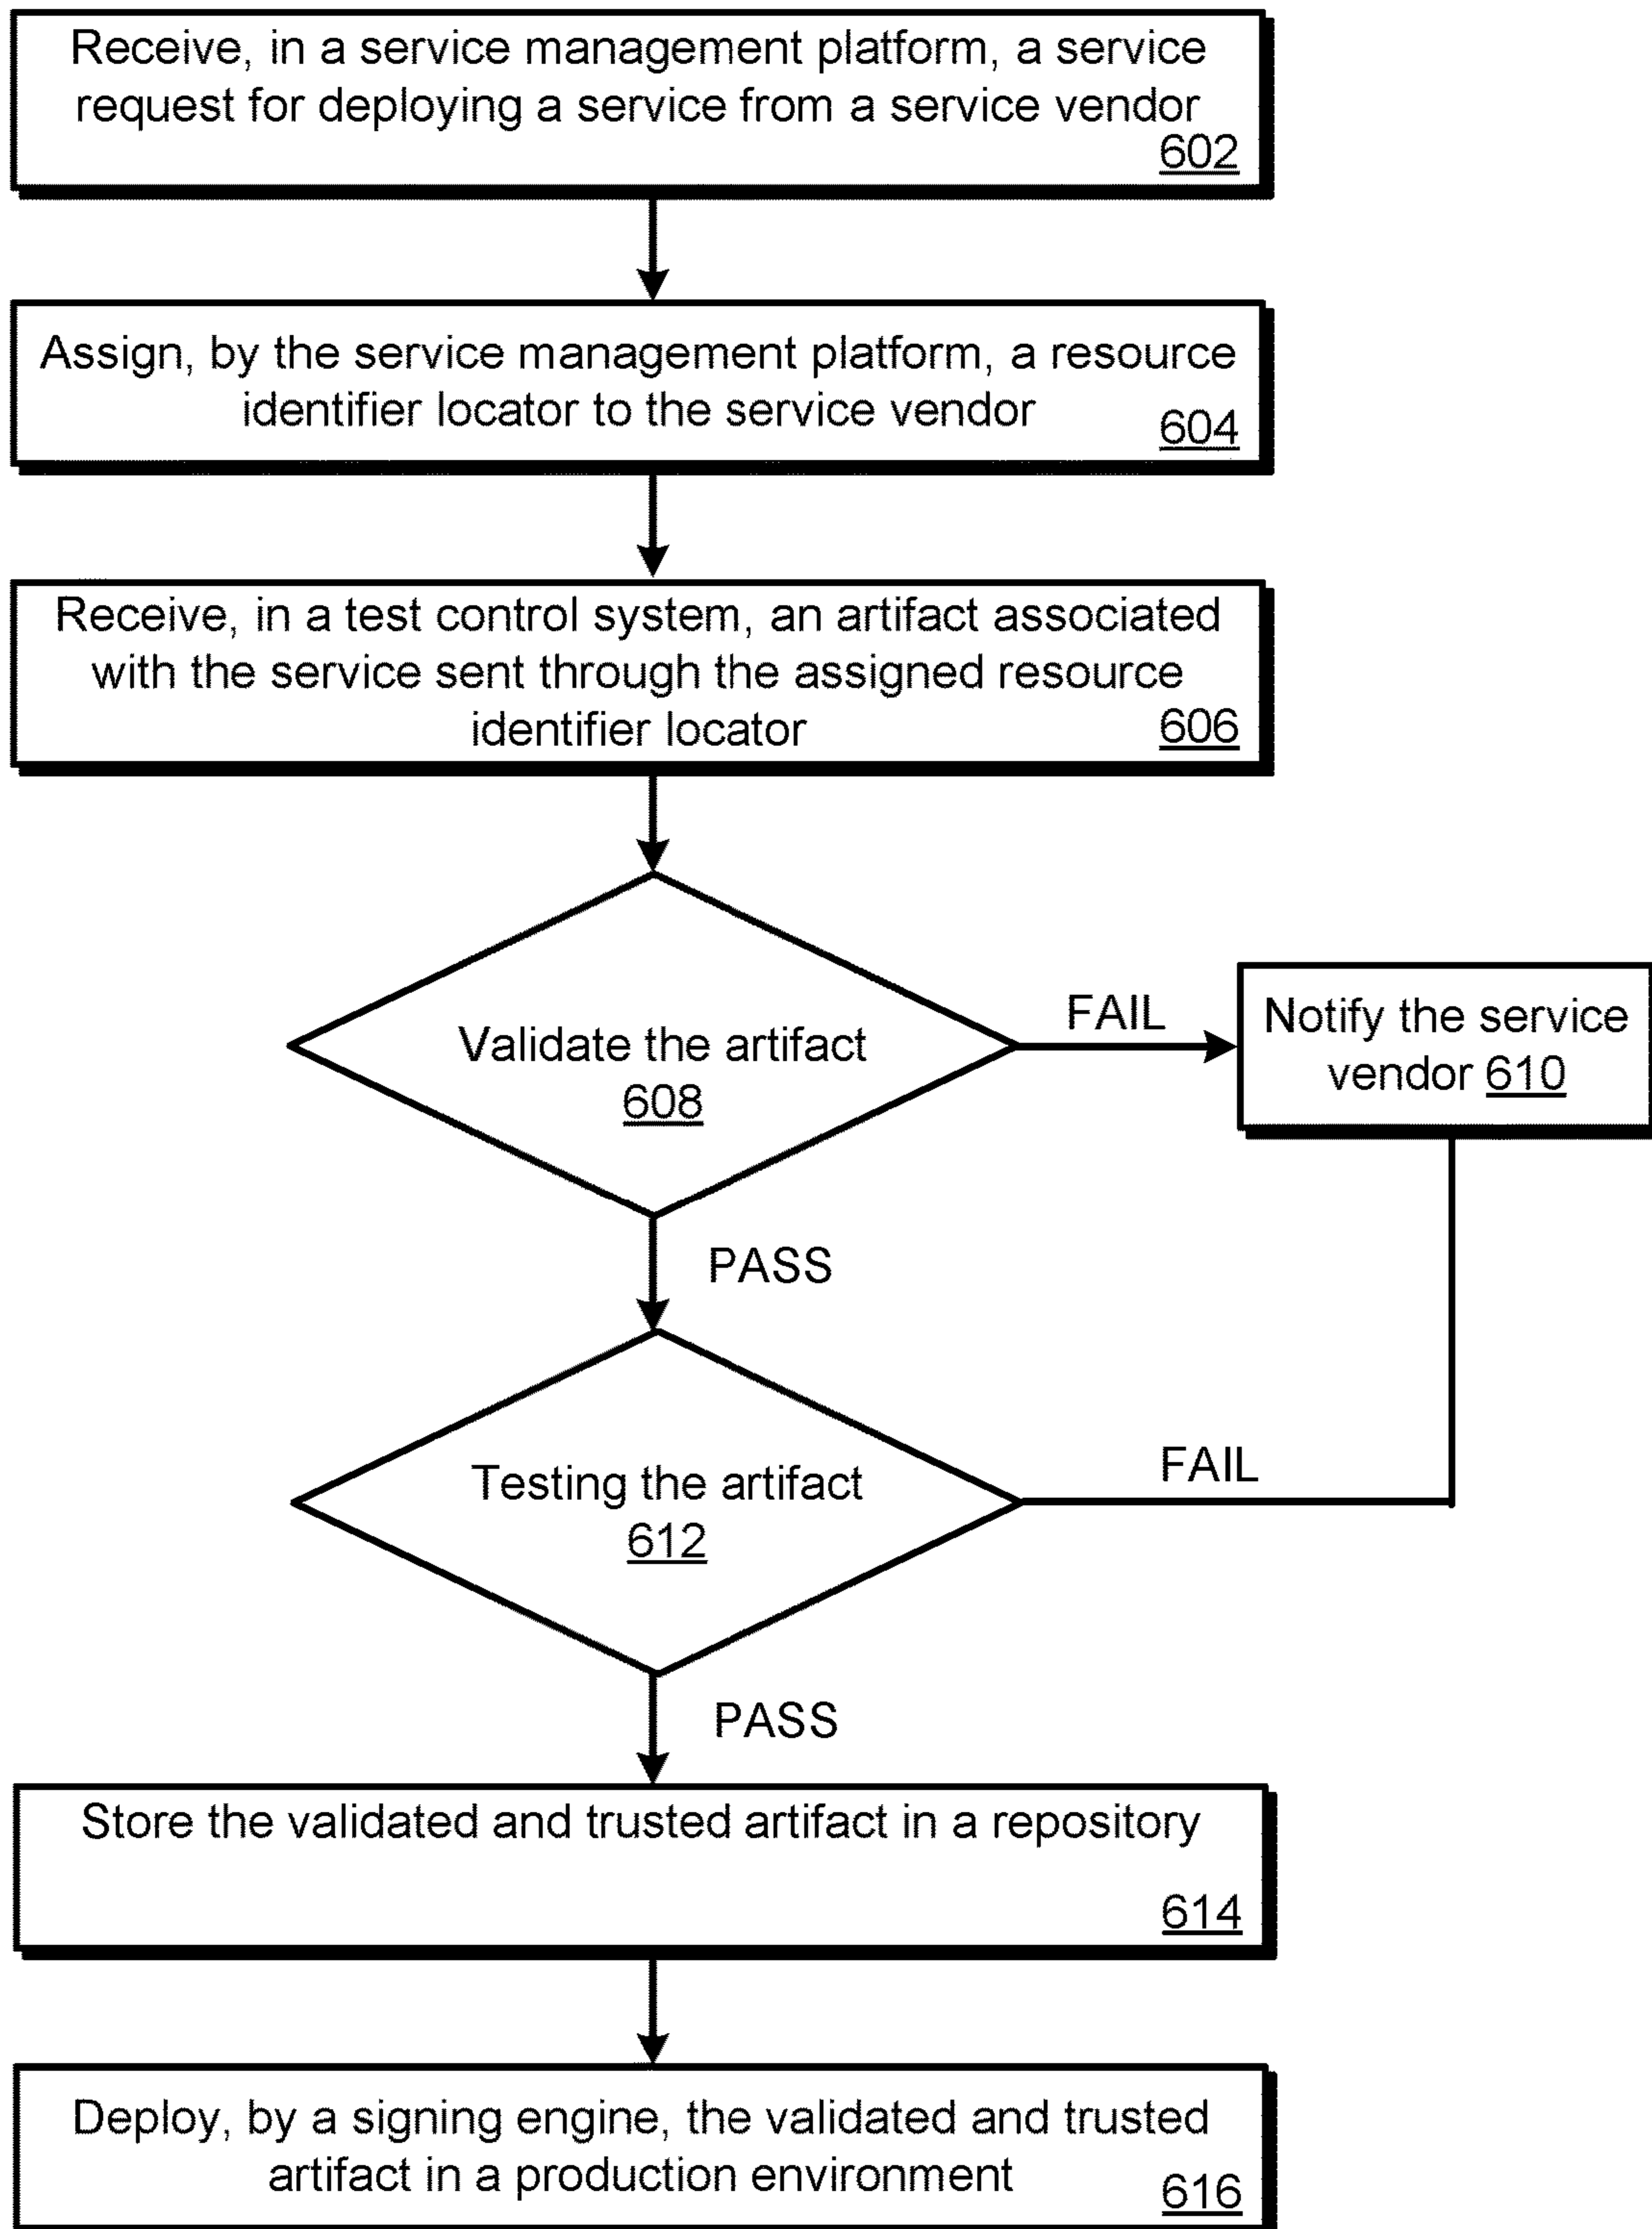 Receive, in a service management platform, a service
request for deploying a service from a service vendor
602
Assign, by the service management platform, a resource
identifier locator to the service vendor
604
Receive, in a test control system, an artifact associated
with the service sent through the assigned resource
identifier locator
606
Validate the artifact
608
FAIL
Notify the service
vendor 610
PASS
Testing the artifact
612
FAIL
PASS
Store the validated and trusted artifact in a repository
614
Deploy, by a signing engine, the validated and trusted
artifact in a production environment
616